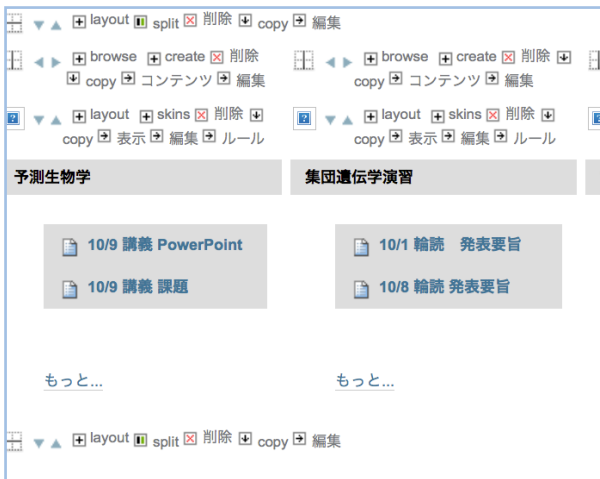 layout split 削除 copy 編集
browse create 削除 copy コンテンツ 編集
browse create 削除 copy コンテンツ 編集
layout skins 削除 copy 表示 編集 ルール
layout skins 削除 copy 表示 編集 ルール
予測生物学
集団遺伝学演習
10/9 講義 PowerPoint
10/9 講義 課題
10/1 輪読 発表要旨
10/8 輪読 発表要旨
もっと...
もっと...
layout split 削除 copy 編集